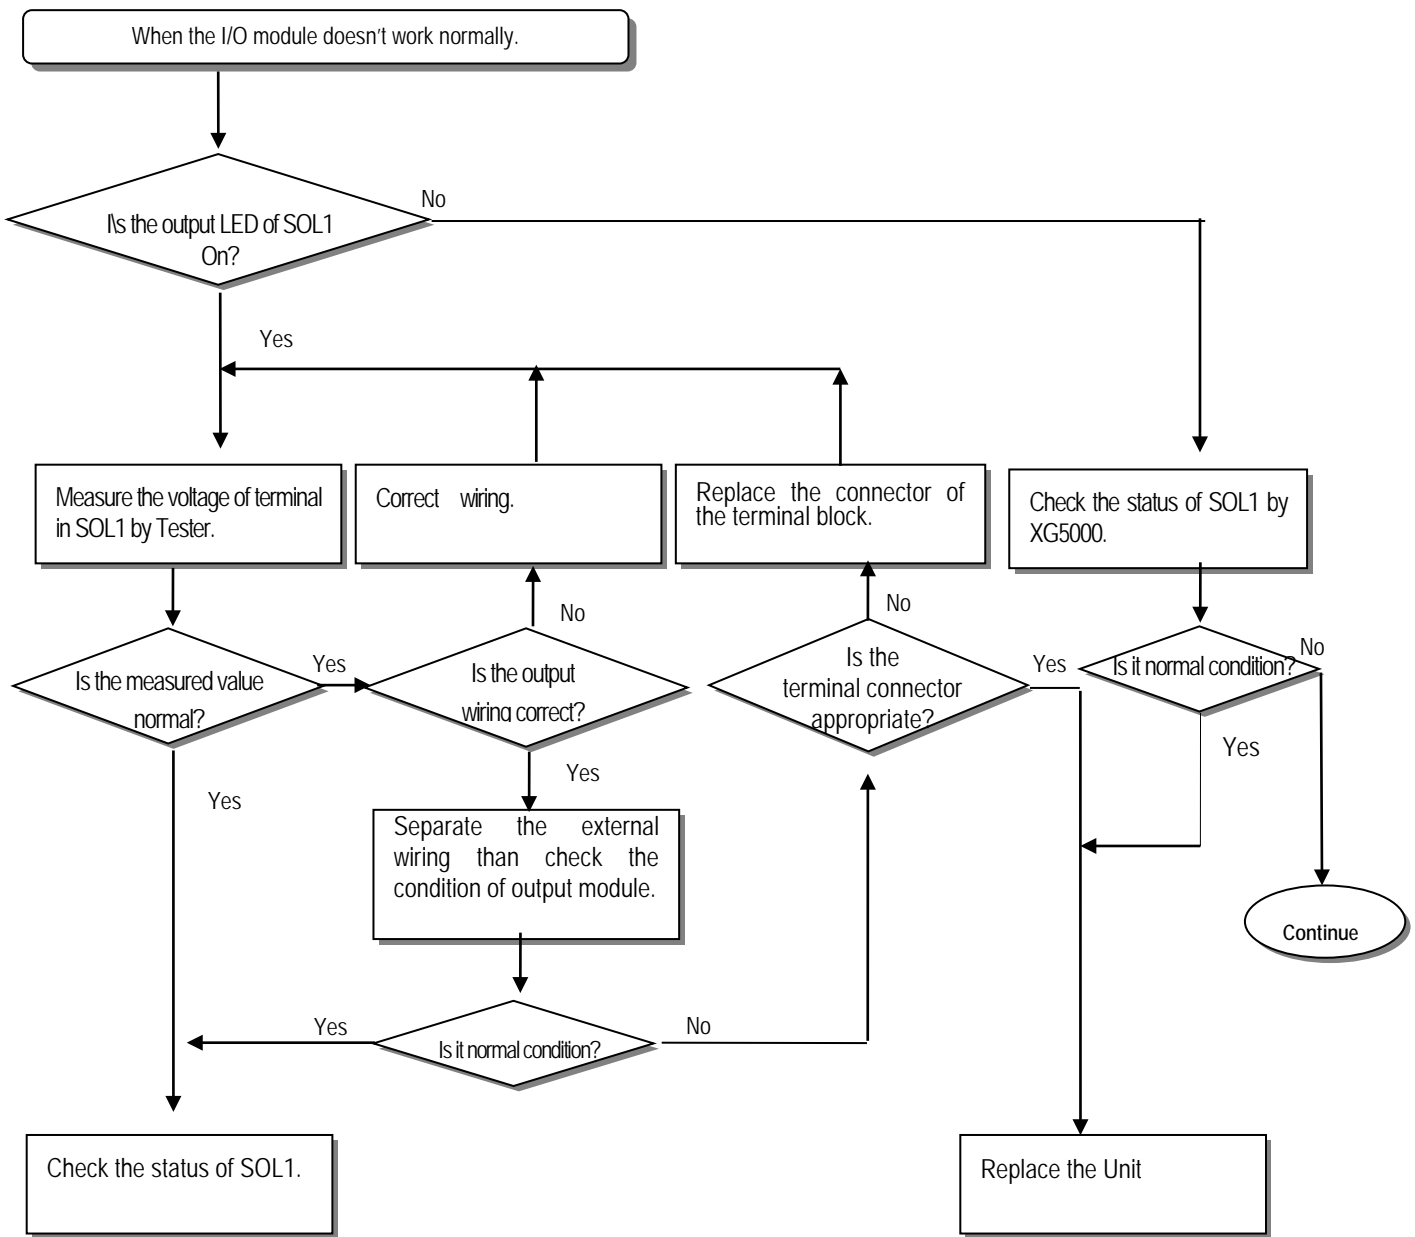 When the I/O module doesn't work normally.
No
I\s the output LED of SOL1
On?
Yes
Measure the voltage of terminal
in SOL1 by Tester.
Correct wiring.
Replace the connector of
the terminal block.
Check the status of SOL1 by
XG5000.
No
No
Is the measured value
normal?
Yes
Is the output
wiring correct?
Is the
terminal connector
appropriate?
Yes
Is it normal condition?
No
Yes
Yes
Yes
Separate the external
wiring than check the
condition of output module.
Continue
Yes
Is it normal condition?
No
Check the status of SOL1.
Replace the Unit